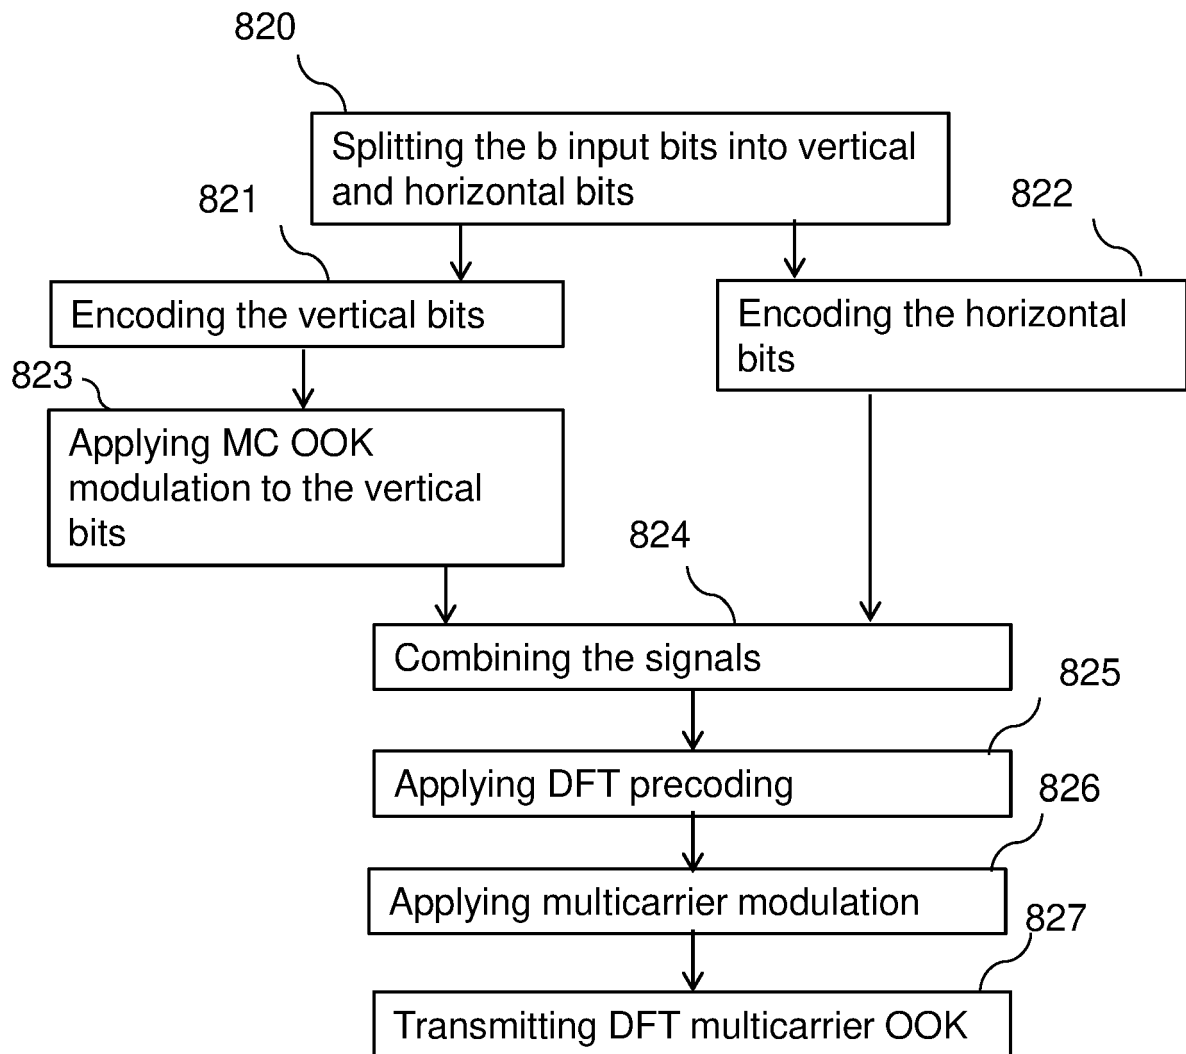 820
Splitting the b input bits into vertical
and horizontal bits
821
822
Encoding the vertical bits
Encoding the horizontal
bits
823
Applying MC OOK
modulation to the vertical
bits
824
Combining the signals
825
Applying DFT precoding
826
Applying multicarrier modulation
827
Transmitting DFT multicarrier OOK